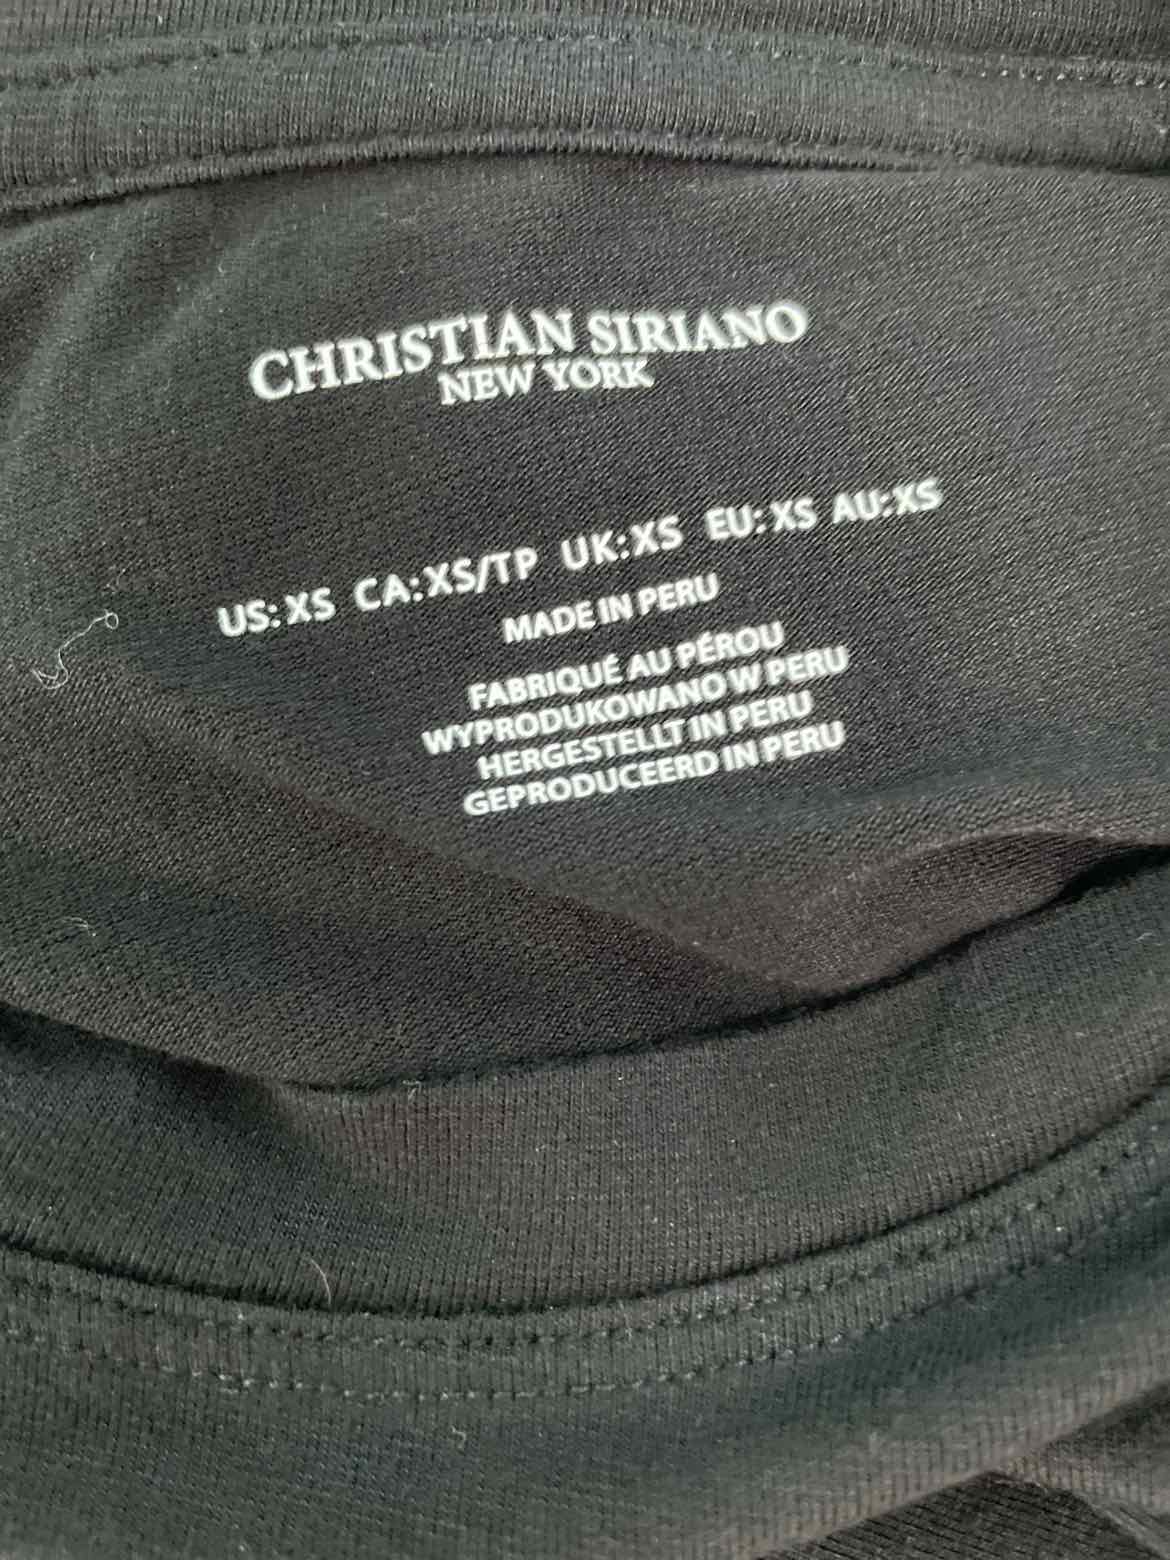 CHRISTIAN SIRIANO
NEW YORK
US: XS CA: XS/TP UK:XS EU: XS AU:XS
MADE IN PERU
FABRIQUÉ AU PÉROU
WYPRODUKOWANO W PERU
HERGESTELLT IN PERU
GEPRODUCEERD IN PERU